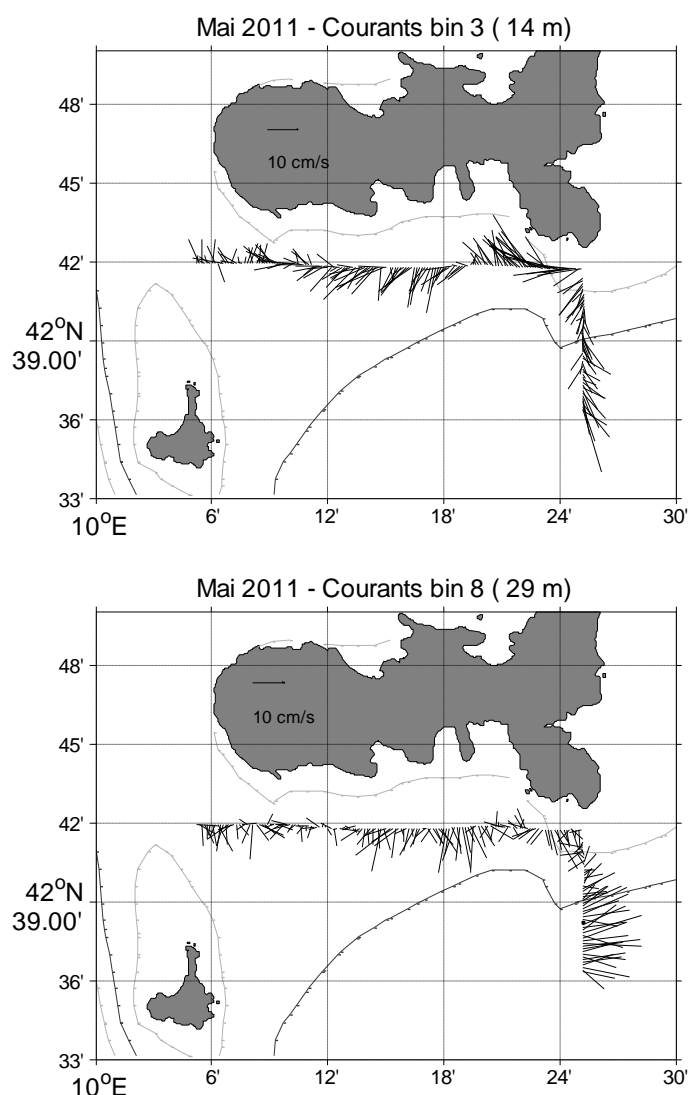 Mai 2011 - Courants bin 3 ( 14 m)
48'
10 cm/s
45'
42'
42°N
39.00'
36'
33'
10°E
6'
12'
18'
24'
30'
Mai 2011 - Courants bin 8 ( 29 m)
48'
10 cm/s
45'
42'
42°N
39.00'
36'
33'
10°E
6'
12'
18'
24'
30'